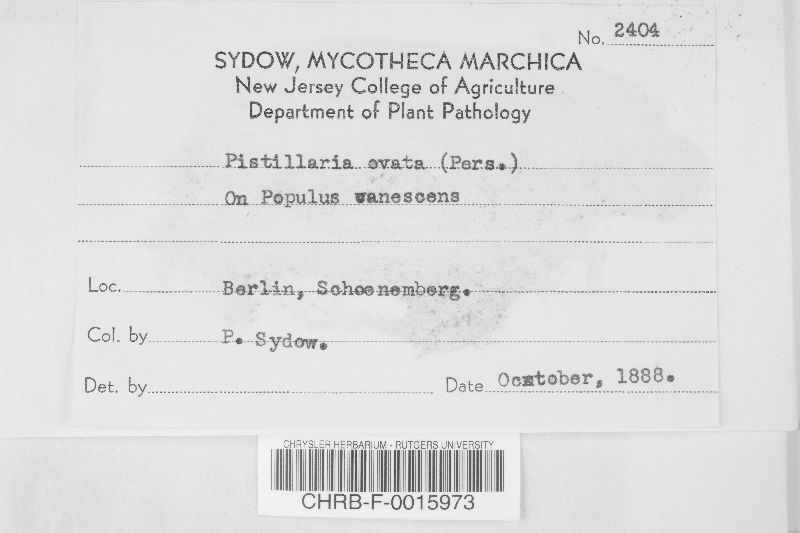 No. 2404
SYDOW, MYCOTHECA MARCHICA
New Jersey College of Agriculture
Department of Plant Pathology
Pistillaria ovata (Pers.)
On Populus canescens
Loc. Berlin, Schoenemberg.
Col. by P. Sydow.
Det. by
Date Ocxtober, 1888.
CHRYSLER HERBARIUM - RUTGERS UNIVERSITY
CHRB-F-0015973